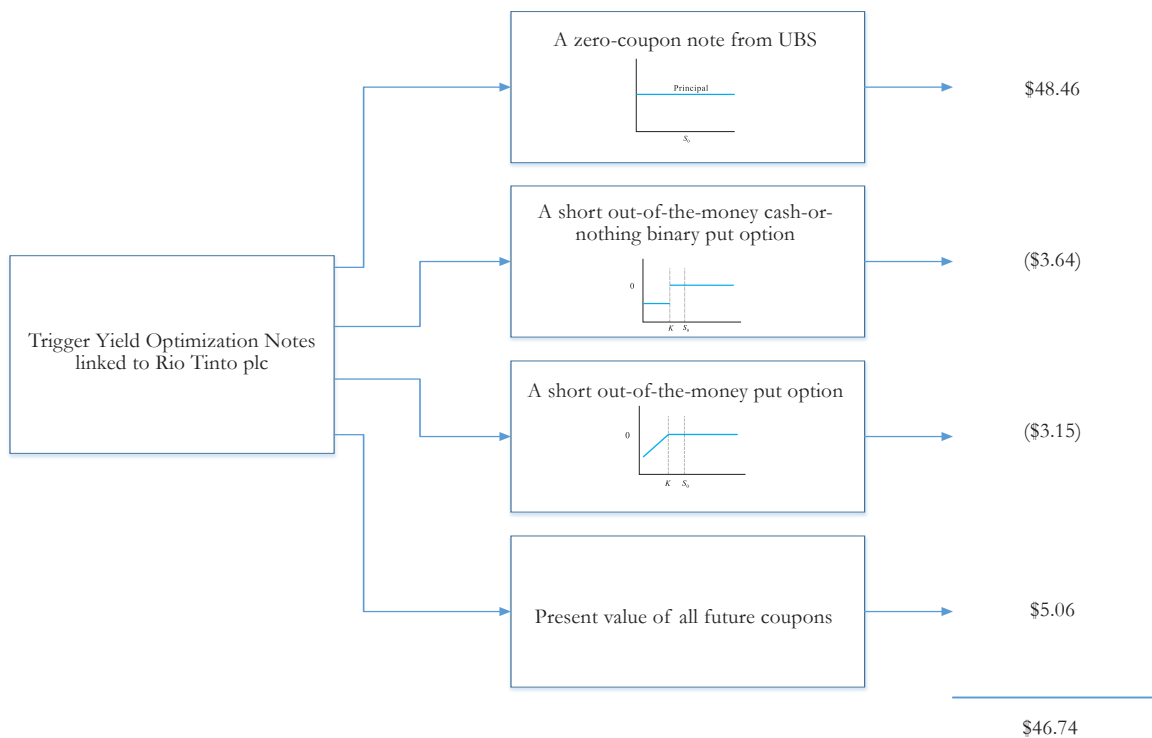 A zero-coupon note from UBS
Principal
S₀
$48.46
A short out-of-the-money cash-or-
nothing binary put option
0
K S₀
($3.64)
Trigger Yield Optimization Notes
linked to Rio Tinto plc
A short out-of-the-money put option
0
K S₀
($3.15)
Present value of all future coupons
$5.06
$46.74